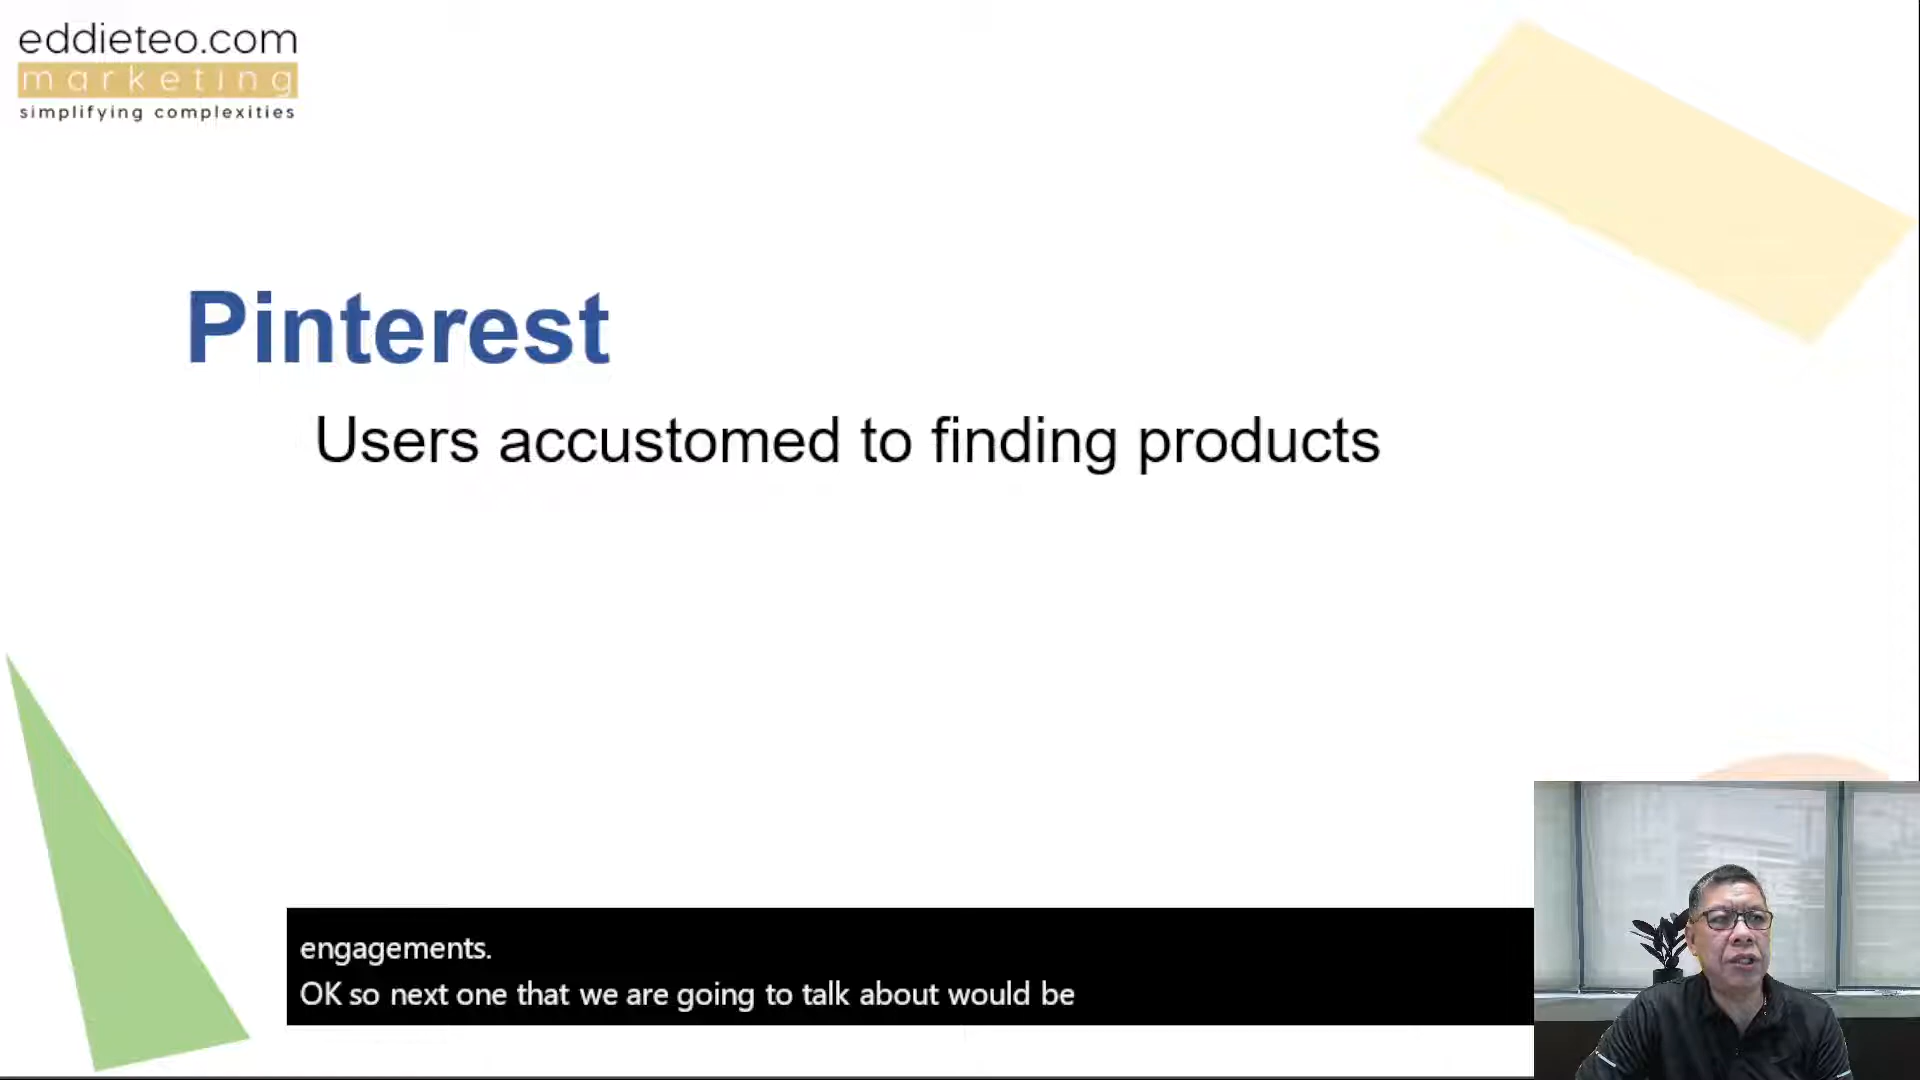 eddieteo.com
marketing
simplifying complexities
Pinterest
Users accustomed to finding products
engagements.
OK so next one that we are going to talk about would be